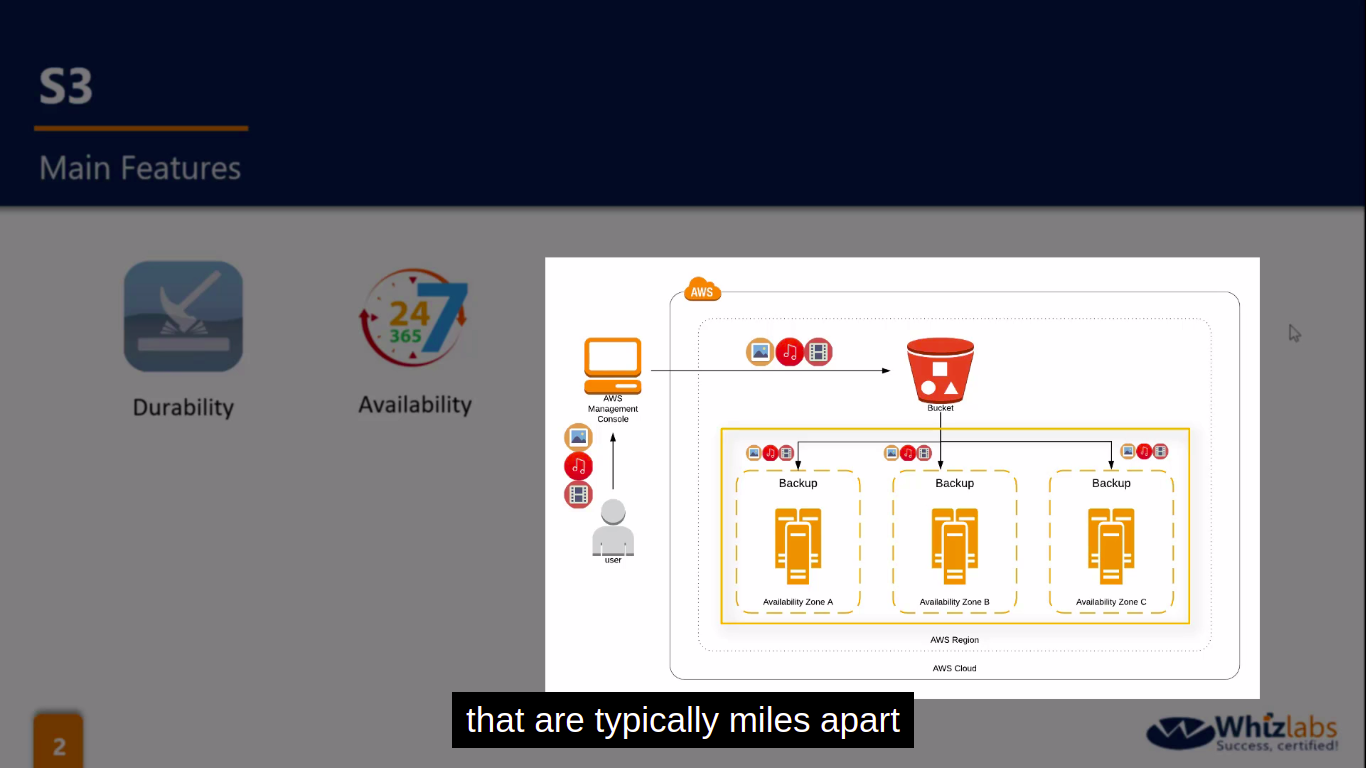 S3
Main Features
24
7
365
Durability
Availability
AWS
AWS
Management
Console
user
Bucket
Backup
Backup
Backup
Availability Zone A
Availability Zone B
Availability Zone C
AWS Region
AWS Cloud
that are typically miles apart
2
Whizlabs
Success, certified!